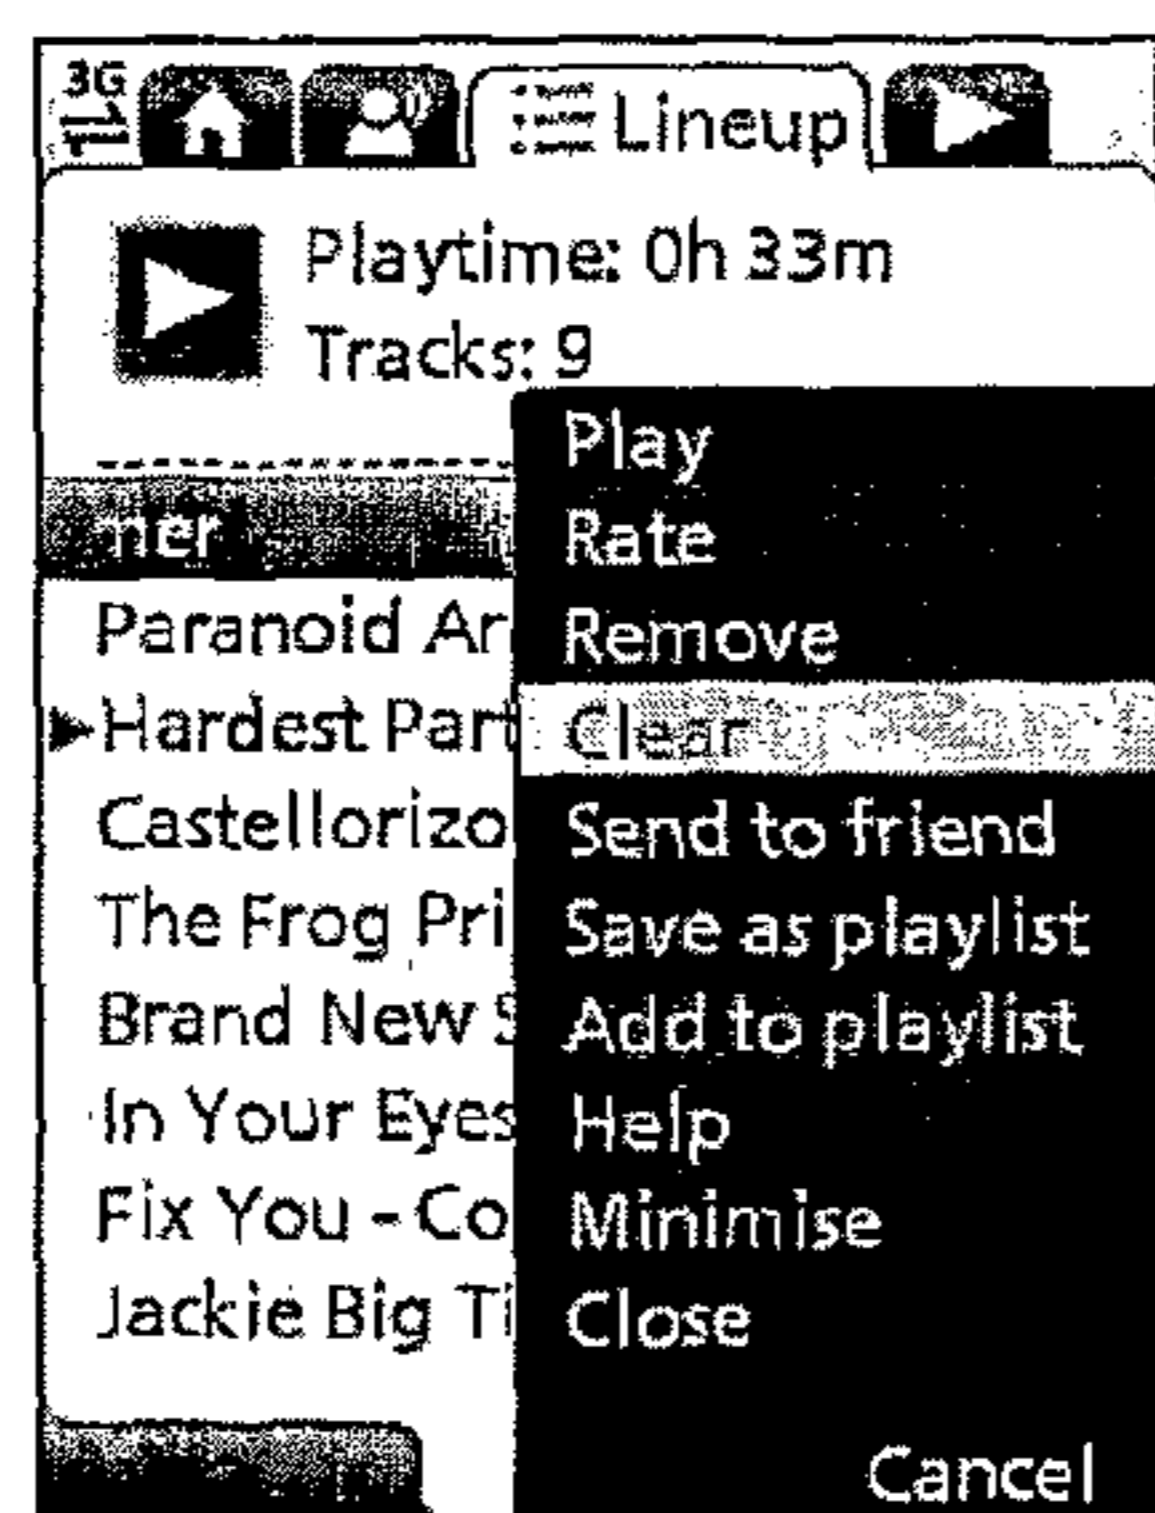 3G
Lineup
Playtime: 0h 33m
Tracks: 9
mer
Paranoid Ar
Hardest Part
Castellorizo
The Frog Pri
Brand New S
In Your Eyes
Fix You - Co
Jackie Big Ti
Play
Rate
Remove
Clear
Send to friend
Save as playlist
Add to playlist
Help
Minimise
Close
Cancel